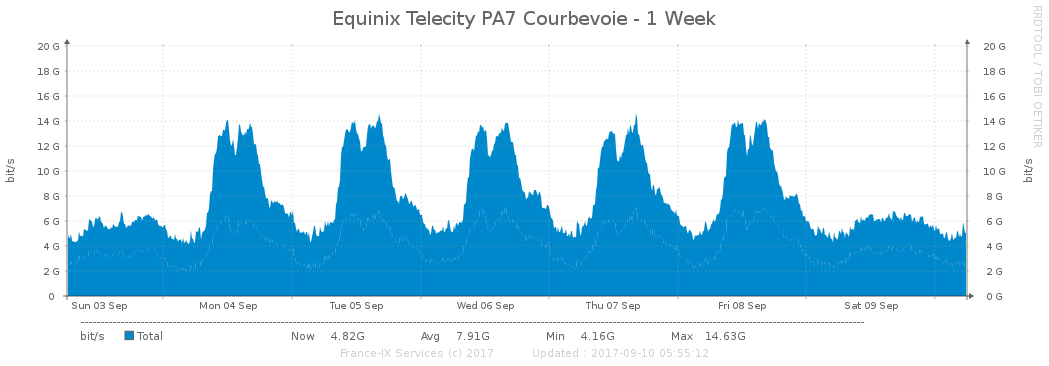 Equinix Telecity PA7 Courbevoie - 1 Week
RRDTOOL / TOBI OETIKER
bit/s
20 G 20 G
18 G 18 G
16 G 16 G
14 G 14 G
12 G 12 G
10 G 10 G
8 G 8 G
6 G 6 G
4 G 4 G
2 G 2 G
0 0 G
bit/s
Sun 03 Sep Mon 04 Sep Tue 05 Sep Wed 06 Sep Thu 07 Sep Fri 08 Sep Sat 09 Sep
bit/s Total Now 4.82G Avg 7.91G Min 4.16G Max 14.63G
France-IX Services (c) 2017 Updated : 2017-09-10 05:55:12